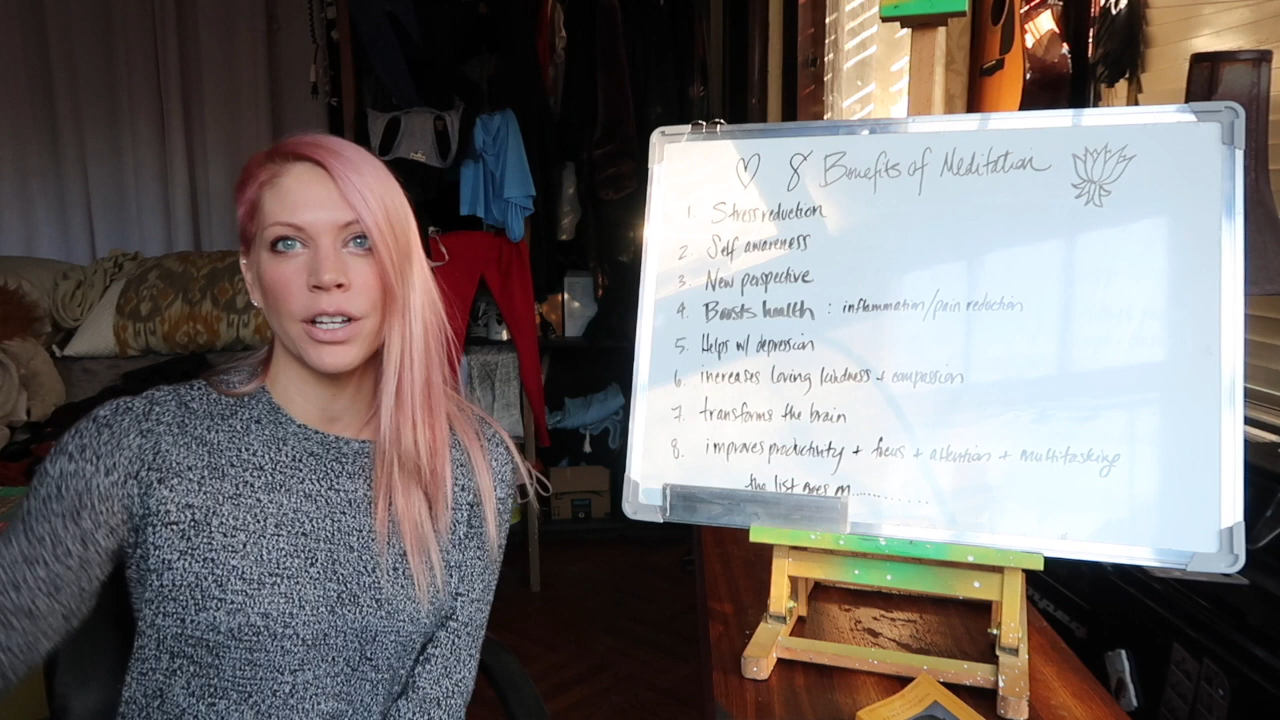 8 Benefits of Meditation
1. Stress reduction
2. Self awareness
3. New perspective
4. Boosts health : inflammation/pain reduction
5. Helps w/ depression
6. increases loving kindness + compassion
7. transforms the brain
8. improves productivity + focus + attention + multitasking
the list goes on............